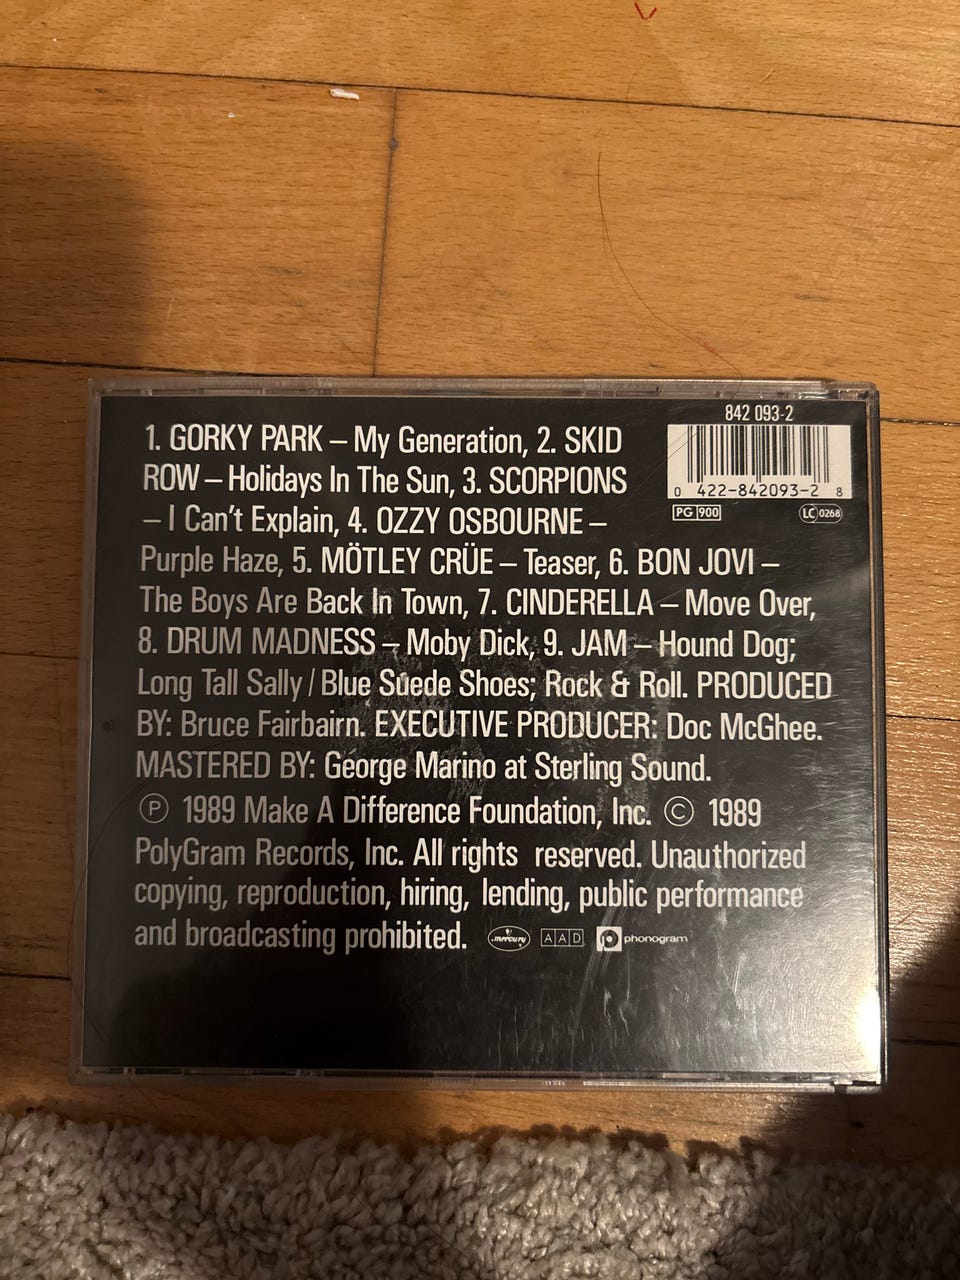 842 093-2
0 422-842093-2 8
PG 900
LC 0268
1. GORKY PARK – My Generation, 2. SKID
ROW – Holidays In The Sun, 3. SCORPIONS
– I Can't Explain, 4. OZZY OSBOURNE –
Purple Haze, 5. MÖTLEY CRÜE – Teaser, 6. BON JOVI –
The Boys Are Back In Town, 7. CINDERELLA – Move Over,
8. DRUM MADNESS – Moby Dick, 9. JAM – Hound Dog;
Long Tall Sally / Blue Suede Shoes; Rock & Roll. PRODUCED
BY: Bruce Fairbairn. EXECUTIVE PRODUCER: Doc McGhee.
MASTERED BY: George Marino at Sterling Sound.
Ⓟ 1989 Make A Difference Foundation, Inc. © 1989
PolyGram Records, Inc. All rights reserved. Unauthorized
copying, reproduction, hiring, lending, public performance
and broadcasting prohibited. mercury AAD phonogram